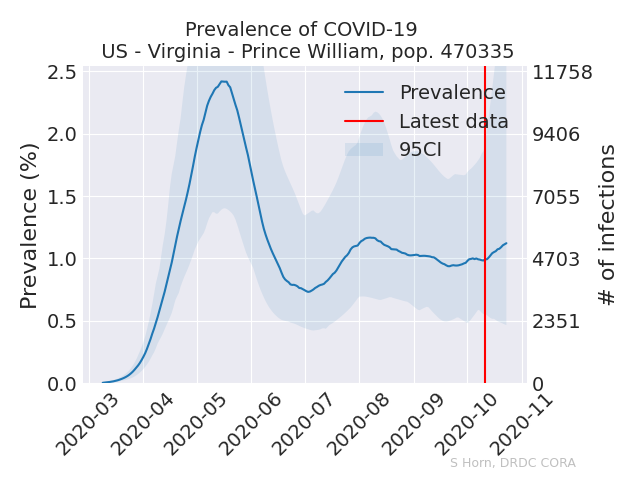 Prevalence of COVID-19
US - Virginia - Prince William, pop. 470335
Prevalence (%)
2.5
2.0
1.5
1.0
0.5
0.0
Prevalence
Latest data
95CI
11758
9406
7055
4703
2351
0
# of infections
2020-03
2020-04
2020-05
2020-06
2020-07
2020-08
2020-09
2020-10
2020-11
S Horn, DRDC CORA